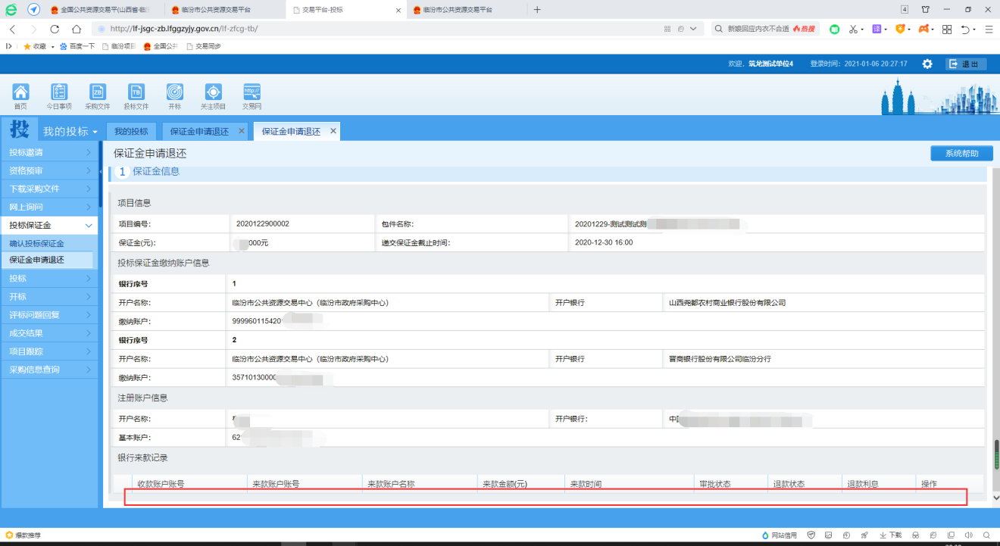 全国公共资源交易平(山西省·临 临汾市公共资源交易平台 交易平台-投标 临汾市公共资源交易平台 4
http://lf-jsgc-zb.lfggzyjy.gov.cn/lf-zfcg-tb/ 新娘回应内衣不合适 热搜
收藏 百度一下 临汾项目 全国公共 交易网步
欢迎, 筑龙测试单位4 登录时间: 2021-01-06 20:27:17 退出
首页 今日事项 采购文件 投标文件 开标 关注项目 交易网
投 我的投标 我的投标 保证金申请退还 保证金申请退还
投标邀请
资格预审
下载采购文件
网上询问
投标保证金
确认投标保证金
保证金申请退还
投标
开标
评标问题回复
成交结果
项目跟踪
采购信息查询
保证金申请退还 系统帮助
1 保证金信息
项目信息
项目编号: 2020122900002 包件名称: 20201229-测试测试测
保证金(元): 000元 递交保证金截止时间: 2020-12-30 16:00
投标保证金缴纳账户信息
银行序号 1
开户名称: 临汾市公共资源交易中心（临汾市政府采购中心） 开户银行 山西尧都农村商业银行股份有限公司
缴纳账户: 999960115420
银行序号 2
开户名称: 临汾市公共资源交易中心（临汾市政府采购中心） 开户银行 晋商银行股份有限公司临汾分行
缴纳账户: 35710130000
注册账户信息
开户名称: 开户银行: 中
基本账户: 62
银行来款记录
收款账户账号 来款账户账号 来款账户名称 来款金额(元) 来款时间 审批状态 退款状态 退款利息 操作
爆款推荐 网站信用 下载